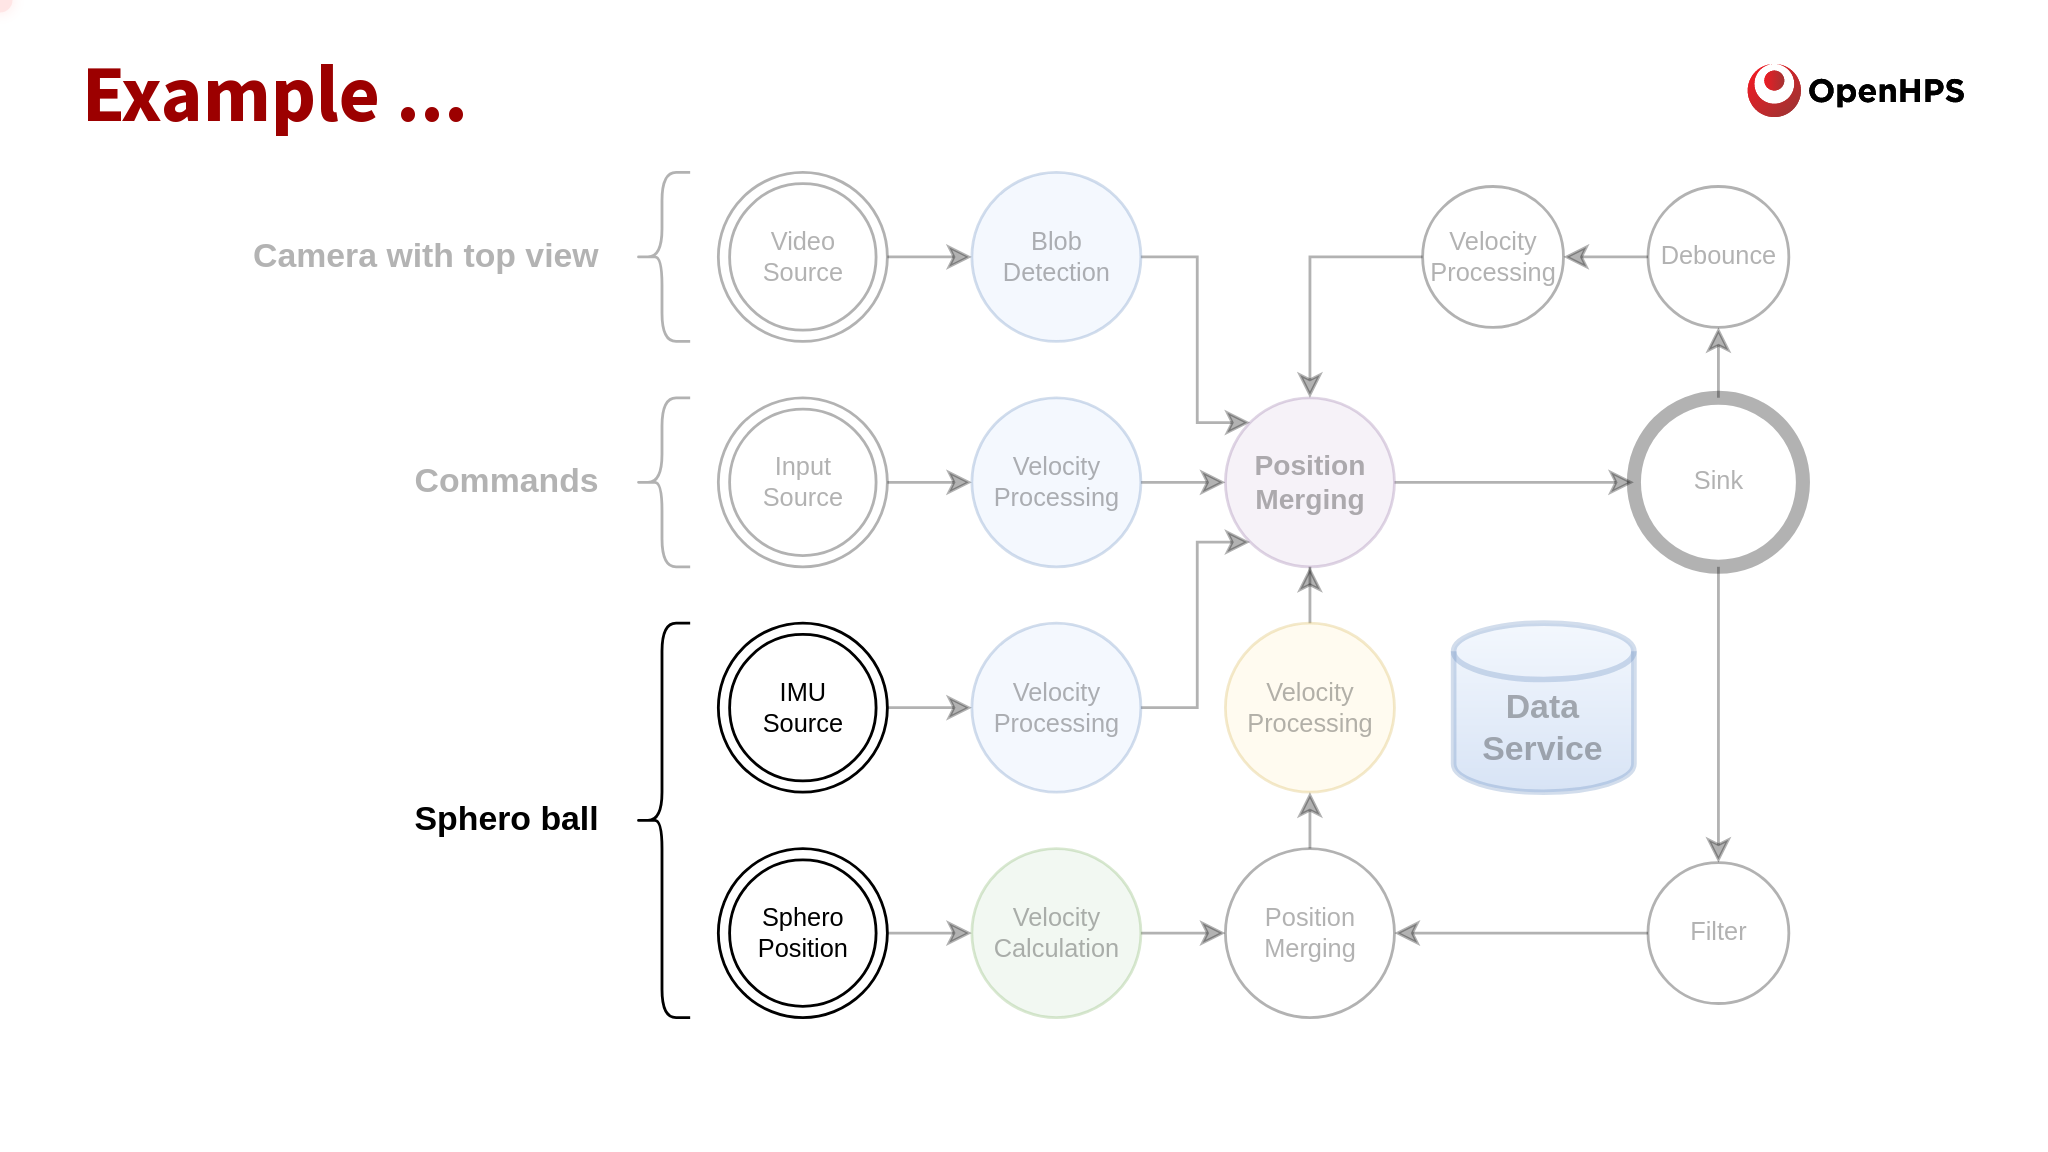 Example ...
OpenHPS
Camera with top view
Video
Source
Blob
Detection
Velocity
Processing
Debounce
Commands
Input
Source
Velocity
Processing
Position
Merging
Sink
Sphero ball
IMU
Source
Velocity
Processing
Velocity
Processing
Data
Service
Sphero
Position
Velocity
Calculation
Position
Merging
Filter